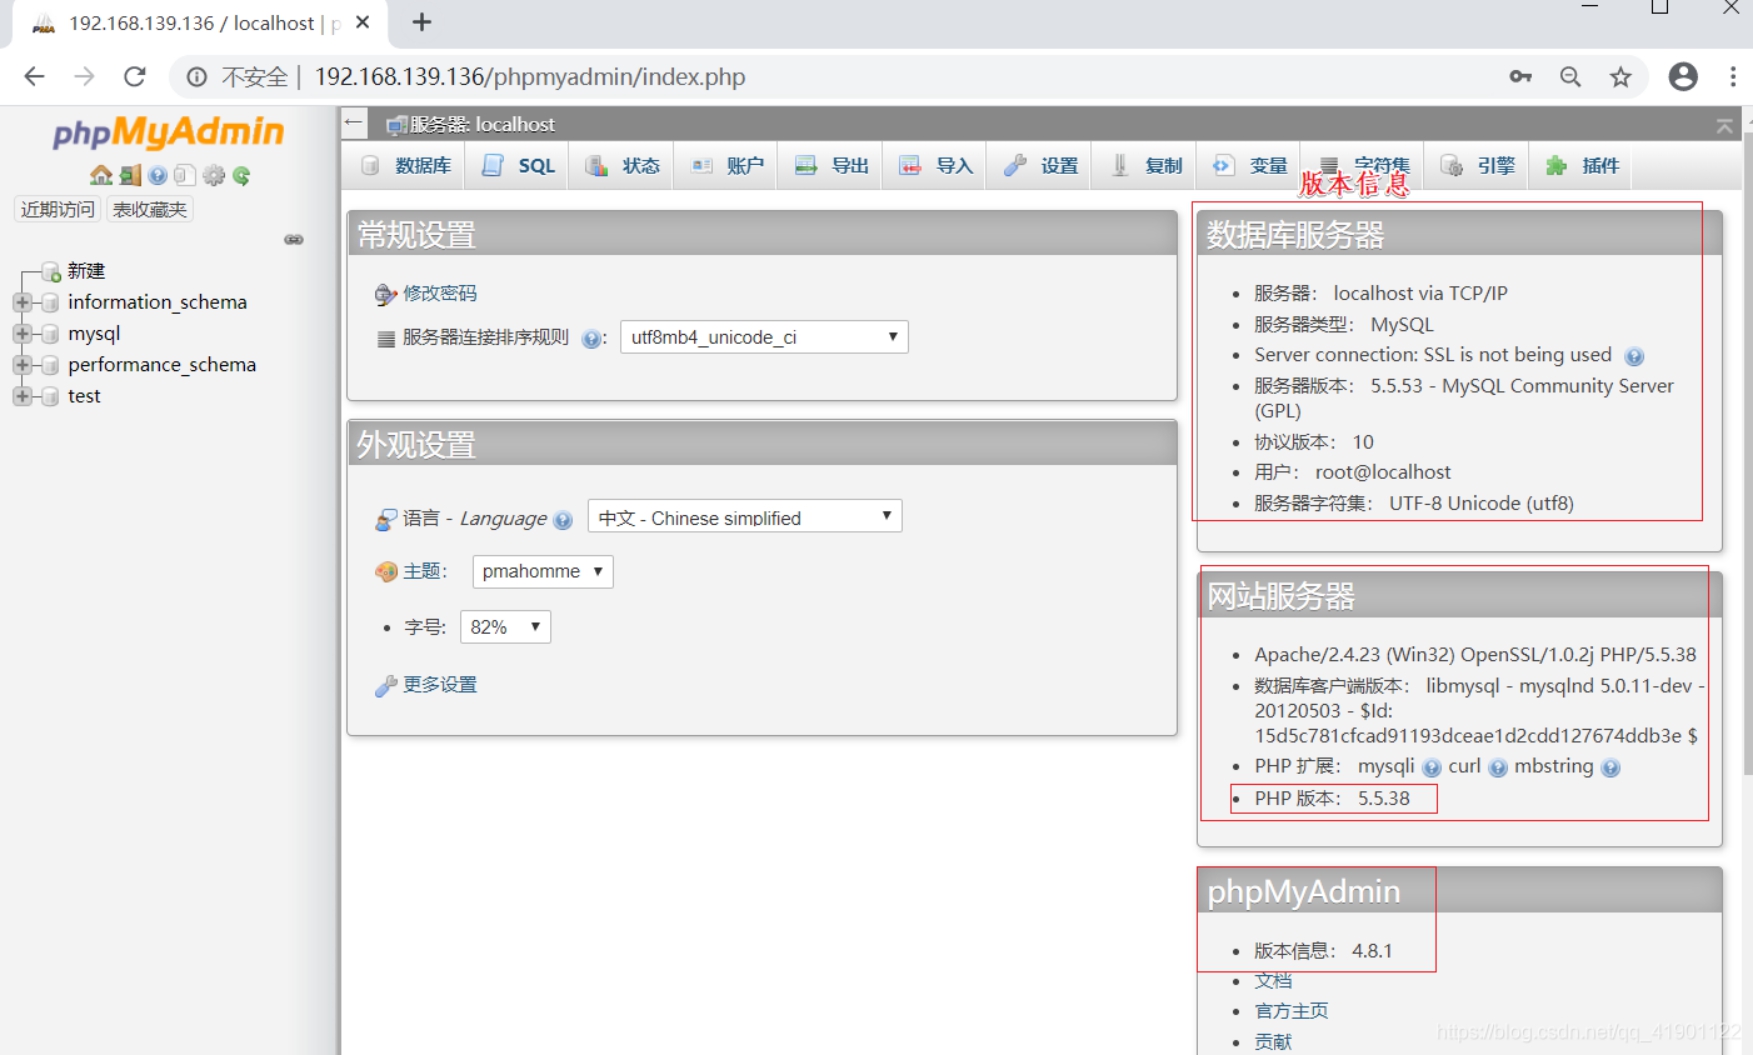 192.168.139.136 / localhost | p
不安全 | 192.168.139.136/phpmyadmin/index.php
phpMyAdmin
近期访问 表收藏夹
新建
information_schema
mysql
performance_schema
test
服务器: localhost
数据库 SQL 状态 账户 导出 导入 设置 复制 变量 字符集 引擎 插件
版本信息
常规设置
修改密码
服务器连接排序规则 : utf8mb4_unicode_ci
外观设置
语言 - Language 中文 - Chinese simplified
主题: pmahomme
字号: 82%
更多设置
数据库服务器
服务器: localhost via TCP/IP
服务器类型: MySQL
Server connection: SSL is not being used
服务器版本: 5.5.53 - MySQL Community Server
(GPL)
协议版本: 10
用户: root@localhost
服务器字符集: UTF-8 Unicode (utf8)
网站服务器
Apache/2.4.23 (Win32) OpenSSL/1.0.2j PHP/5.5.38
数据库客户端版本: libmysql - mysqlnd 5.0.11-dev -
20120503 - $Id:
15d5c781cfcad91193dceae1d2cdd127674ddb3e $
PHP 扩展: mysqli curl mbstring
PHP 版本: 5.5.38
phpMyAdmin
版本信息: 4.8.1
文档
官方主页
贡献
https://blog.csdn.net/qq_41901122